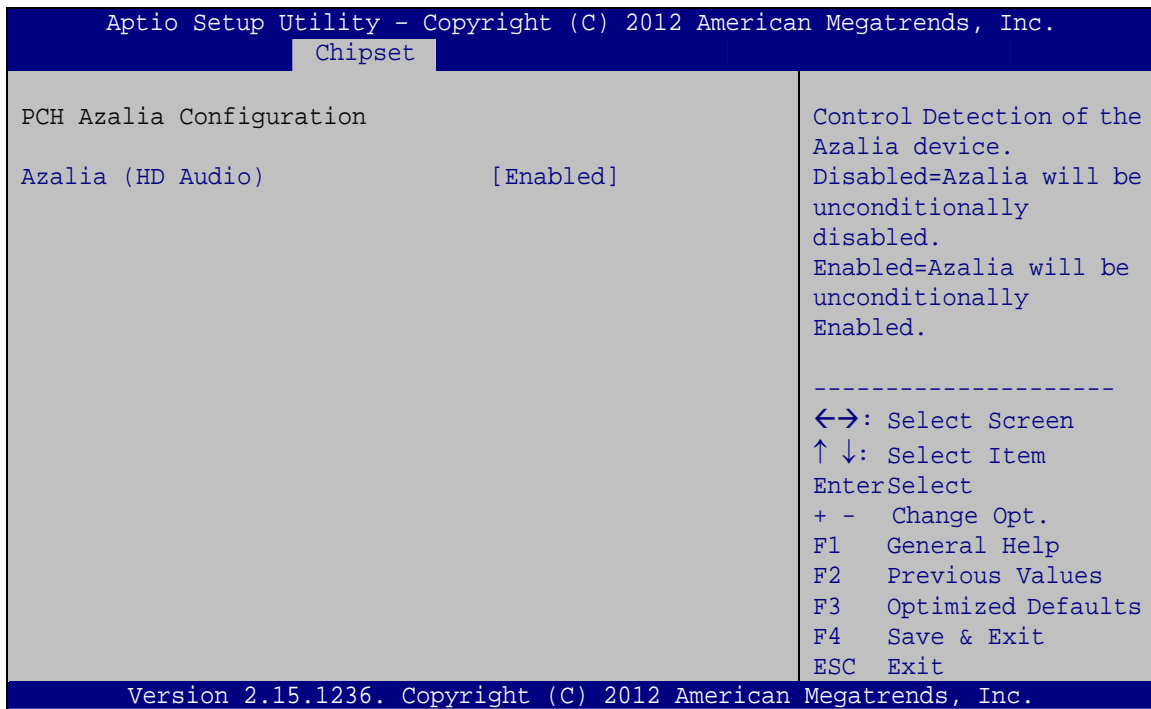 Aptio Setup Utility – Copyright (C) 2012 American Megatrends, Inc.
Chipset
PCH Azalia Configuration
Azalia (HD Audio) [Enabled]
Control Detection of the
Azalia device.
Disabled=Azalia will be
unconditionally
disabled.
Enabled=Azalia will be
unconditionally
Enabled.
---------------------
←→: Select Screen
↑ ↓: Select Item
EnterSelect
+ - Change Opt.
F1 General Help
F2 Previous Values
F3 Optimized Defaults
F4 Save & Exit
ESC Exit
Version 2.15.1236. Copyright (C) 2012 American Megatrends, Inc.